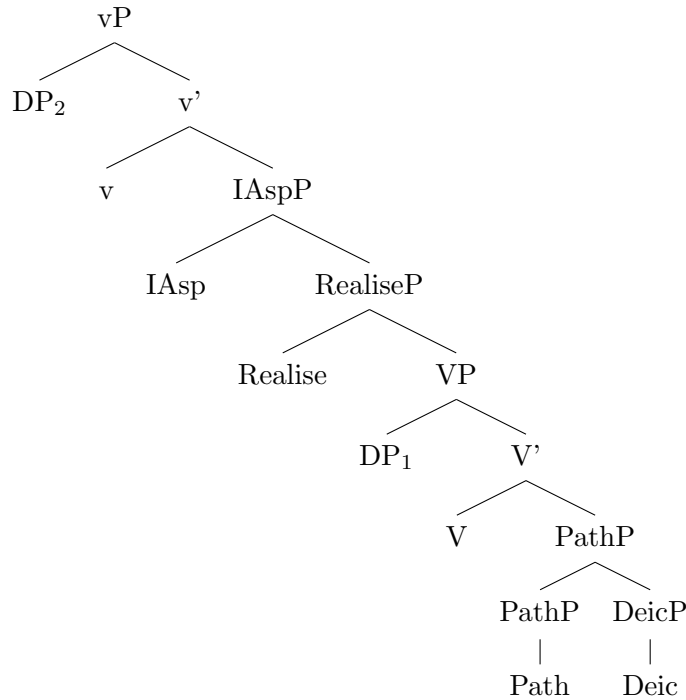 vP
DP₂ v'
v IAspP
IAsp RealiseP
Realise VP
DP₁ V'
V PathP
PathP DeicP
Path Deic